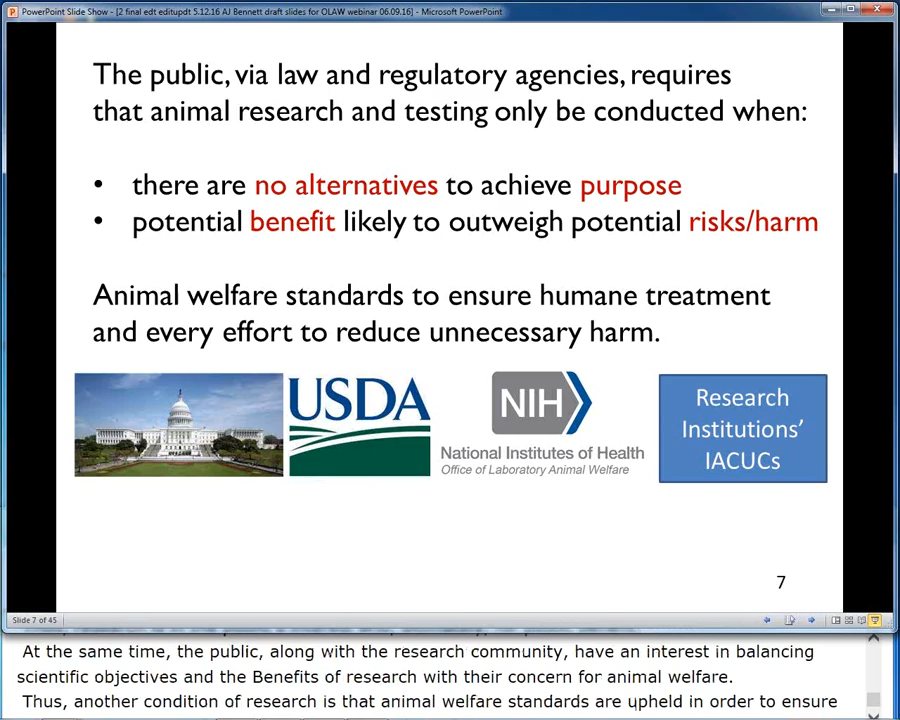 PowerPoint Slide Show - [2 final edt editupdt 5.12.16 AJ Bennett draft slides for OLAW webinar 06.09.16] - Microsoft PowerPoint
The public, via law and regulatory agencies, requires
that animal research and testing only be conducted when:
• there are no alternatives to achieve purpose
• potential benefit likely to outweigh potential risks/harm
Animal welfare standards to ensure humane treatment
and every effort to reduce unnecessary harm.
USDA
NIH
National Institutes of Health
Office of Laboratory Animal Welfare
Research
Institutions'
IACUCs
7
Slide 7 of 45
At the same time, the public, along with the research community, have an interest in balancing
scientific objectives and the Benefits of research with their concern for animal welfare.
Thus, another condition of research is that animal welfare standards are upheld in order to ensure